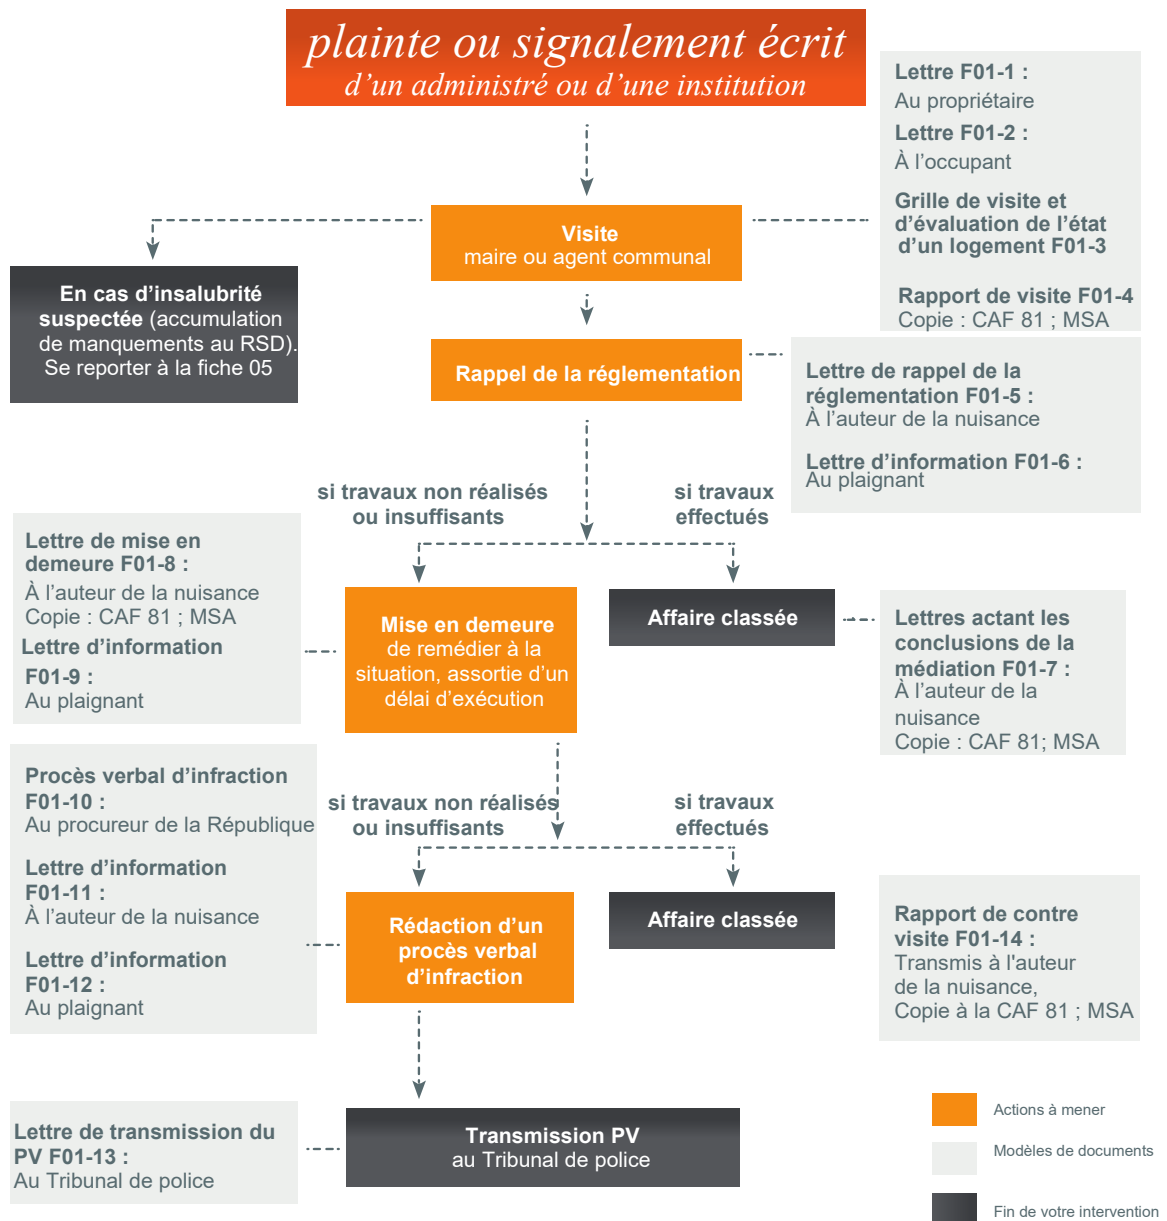 plainte ou signalement écrit
d’un administré ou d’une institution
Lettre F01-1 :
Au propriétaire
Lettre F01-2 :
À l’occupant
Grille de visite et
d’évaluation de l’état
d’un logement F01-3
Rapport de visite F01-4
Copie : CAF 81 ; MSA
Visite
maire ou agent communal
En cas d’insalubrité
suspectée (accumulation
de manquements au RSD).
Se reporter à la fiche 05
Rappel de la réglementation
Lettre de rappel de la
réglementation F01-5 :
À l’auteur de la nuisance
Lettre d’information F01-6 :
Au plaignant
si travaux non réalisés
ou insuffisants
si travaux
effectués
Lettre de mise en
demeure F01-8 :
À l’auteur de la nuisance
Copie : CAF 81 ; MSA
Lettre d’information
F01-9 :
Au plaignant
Mise en demeure
de remédier à la
situation, assortie d’un
délai d’exécution
Affaire classée
Lettres actant les
conclusions de la
médiation F01-7 :
À l’auteur de la
nuisance
Copie : CAF 81; MSA
Procès verbal d’infraction
F01-10 :
Au procureur de la République
Lettre d’information
F01-11 :
À l’auteur de la nuisance
Lettre d’information
F01-12 :
Au plaignant
si travaux non réalisés
ou insuffisants
si travaux
effectués
Rédaction d’un
procès verbal
d’infraction
Affaire classée
Rapport de contre
visite F01-14 :
Transmis à l'auteur
de la nuisance,
Copie à la CAF 81 ; MSA
Lettre de transmission du
PV F01-13 :
Au Tribunal de police
Transmission PV
au Tribunal de police
Actions à mener
Modèles de documents
Fin de votre intervention